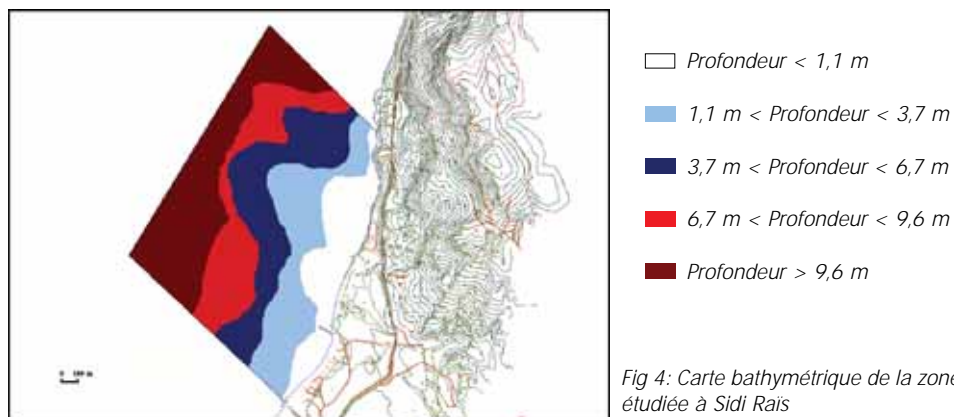 Profondeur < 1,1 m
1,1 m < Profondeur < 3,7 m
3,7 m < Profondeur < 6,7 m
6,7 m < Profondeur < 9,6 m
Profondeur > 9,6 m
Fig 4: Carte bathymétrique de la zone
étudiée à Sidi Raïs